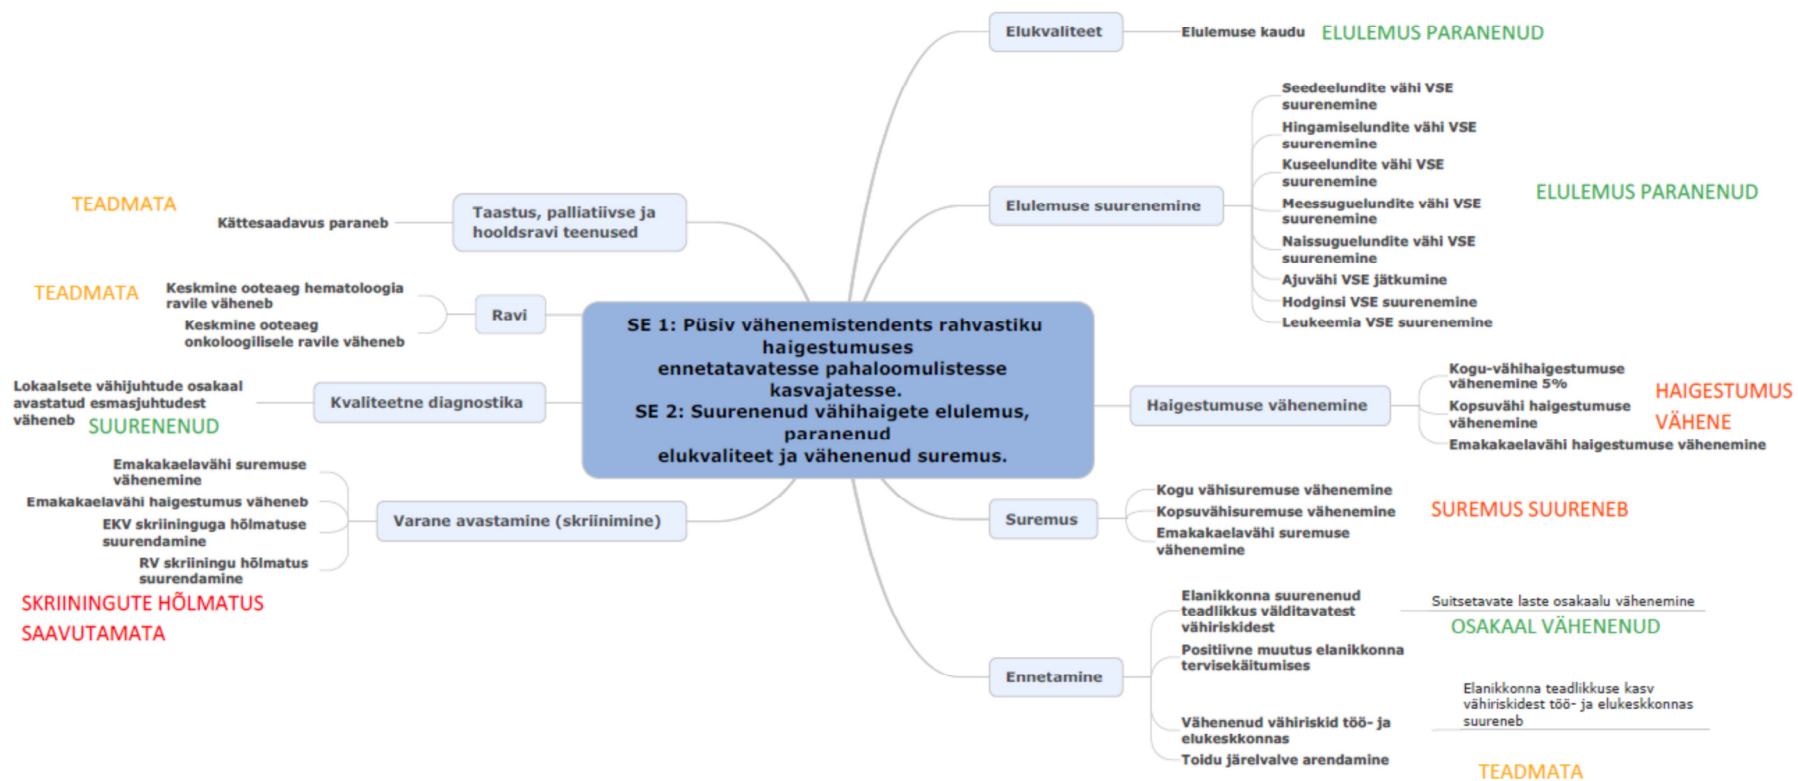 Elukvaliteet
Elulemuse kaudu
ELULEMUS PARANENUD
Seedeelundite vähi VSE
suurenemine
Hingamiselundite vähi VSE
suurenemine
Kuseelundite vähi VSE
suurenemine
Meessuguelundite vähi VSE
suurenemine
Naissuguelundite vähi VSE
suurenemine
Ajuvähi VSE jätkumine
Hodginsi VSE suurenemine
Leukeemia VSE suurenemine
Elulemuse suurenemine
ELULEMUS PARANENUD
TEADMATA
Kättesaadavus paraneb
Taastus, palliatiivse ja
hooldsravi teenused
TEADMATA
Keskmine ooteaeg hematoloogia
ravile väheneb
Keskmine ooteaeg
onkoloogilisele ravile väheneb
Ravi
SE 1: Püsiv vähenemistendents rahvastiku
haigestumuses
ennetatavatesse pahaloomulistesse
kasvajatesse.
SE 2: Suurenenud vähihaigete elulemus,
paranenud
elukvaliteet ja vähenenud suremus.
Lokaalsete vähijuhtude osakaal
avastatud esmasjuhtudest
väheneb
SUURENENUD
Kvaliteetne diagnostika
Haigestumuse vähenemine
Kogu-vähihaigestumuse
vähenemine 5%
Kopsuvähi haigestumuse
vähenemine
Emakakaelavähi haigestumuse vähenemine
HAIGESTUMUS
VÄHENE
Emakakaelavähi suremuse
vähenemine
Emakakaelavähi haigestumus väheneb
EKV skriininguga hõlmatuse
suurendamine
RV skriiningu hõlmatus
suurendamine
Varane avastamine (skriinimine)
SKRIININGUTE HÕLMATUS
SAAVUTAMATA
Suremus
Kogu vähisuremuse vähenemine
Kopsuvähisuremuse vähenemine
Emakakaelavähi suremuse
vähenemine
SUREMUS SUURENEB
Ennetamine
Elanikkonna suurenenud
teadlikkus välditavatest
vähiriskidest
Suitsetavate laste osakaalu vähenemine
OSAKAAL VÄHENENUD
Positiivne muutus elanikkonna
tervisekäitumises
Vähenenud vähiriskid töö- ja
elukeskkonnas
Elanikkonna teadlikkuse kasv
vähiriskidest töö- ja elukeskkonnas
suureneb
Toidu järelvalve arendamine
TEADMATA